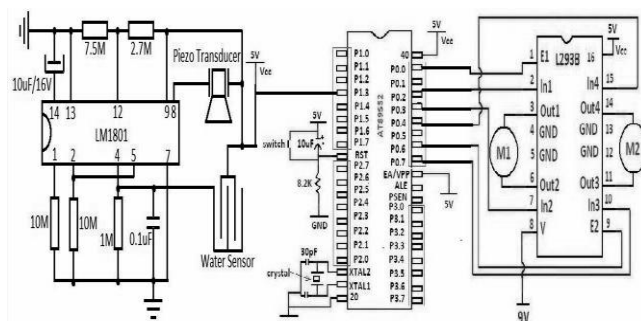 7.5M 2.7M
Piezo Transducer
5V
Vcc
10uF/16V
14 13 12 9 8
LM1801
1 2 4 5 7
10M
10M
1M
0.1uF
Water Sensor
5V
switch
10uF
8.2K
GND
30pF
crystal
P1.0
P1.1
P1.2
P1.3
P1.4
P1.5
P1.6
P1.7
RST
P2.7
P2.6
P2.5
P2.4
P2.3
P2.2
P2.1
P2.0
XTAL2
XTAL1
20
AT89S52
40
P0.0
P0.1
P0.2
P0.3
P0.4
P0.5
P0.6
P0.7
EA/VPP
ALE
PSEN
P3.0
P3.1
P3.2
P3.3
P3.4
P3.5
P3.6
P3.7
5V
Vcc
5V
L293B
5V
Vcc
1 E1 16
2 In1 In4 15
3 Out1 Out4 14
4 GND GND 13
5 GND GND 12
6 Out2 Out3 11
7 In2 In3 10
8 V E2 9
M1
M2
9V